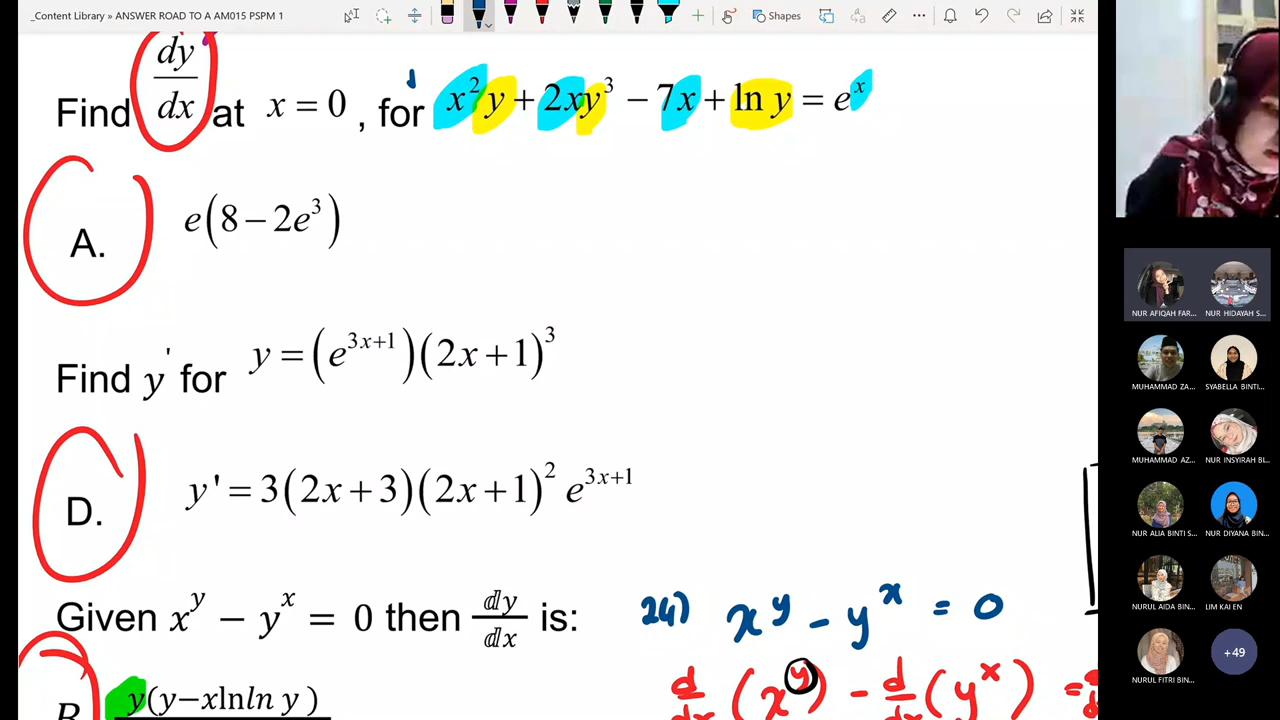 _Content Library » ANSWER ROAD TO A AM015 PSPM 1
Shapes
Find dy/dx at x = 0 , for x²y + 2xy³ − 7x + ln y = eˣ
A. e(8 − 2e³)
Find y' for y = (e³ˣ⁺¹)(2x + 1)³
D. y' = 3(2x + 3)(2x + 1)² e³ˣ⁺¹
Given xʸ − yˣ = 0 then dy/dx is:
24) xʸ − yˣ = 0
B y(y−xlnln y)
d/dx (xʸ) − d/dx (yˣ) =
NUR AFIQAH FAR...
NUR HIDAYAH S...
MUHAMMAD ZA...
SYABELLA BINTI...
MUHAMMAD AZ...
NUR INSYIRAH BI...
NUR ALIA BINTI S...
NUR DIYANA BIN...
NURUL AIDA BIN...
LIM KAI EN
NURUL FITRI BIN...
+49